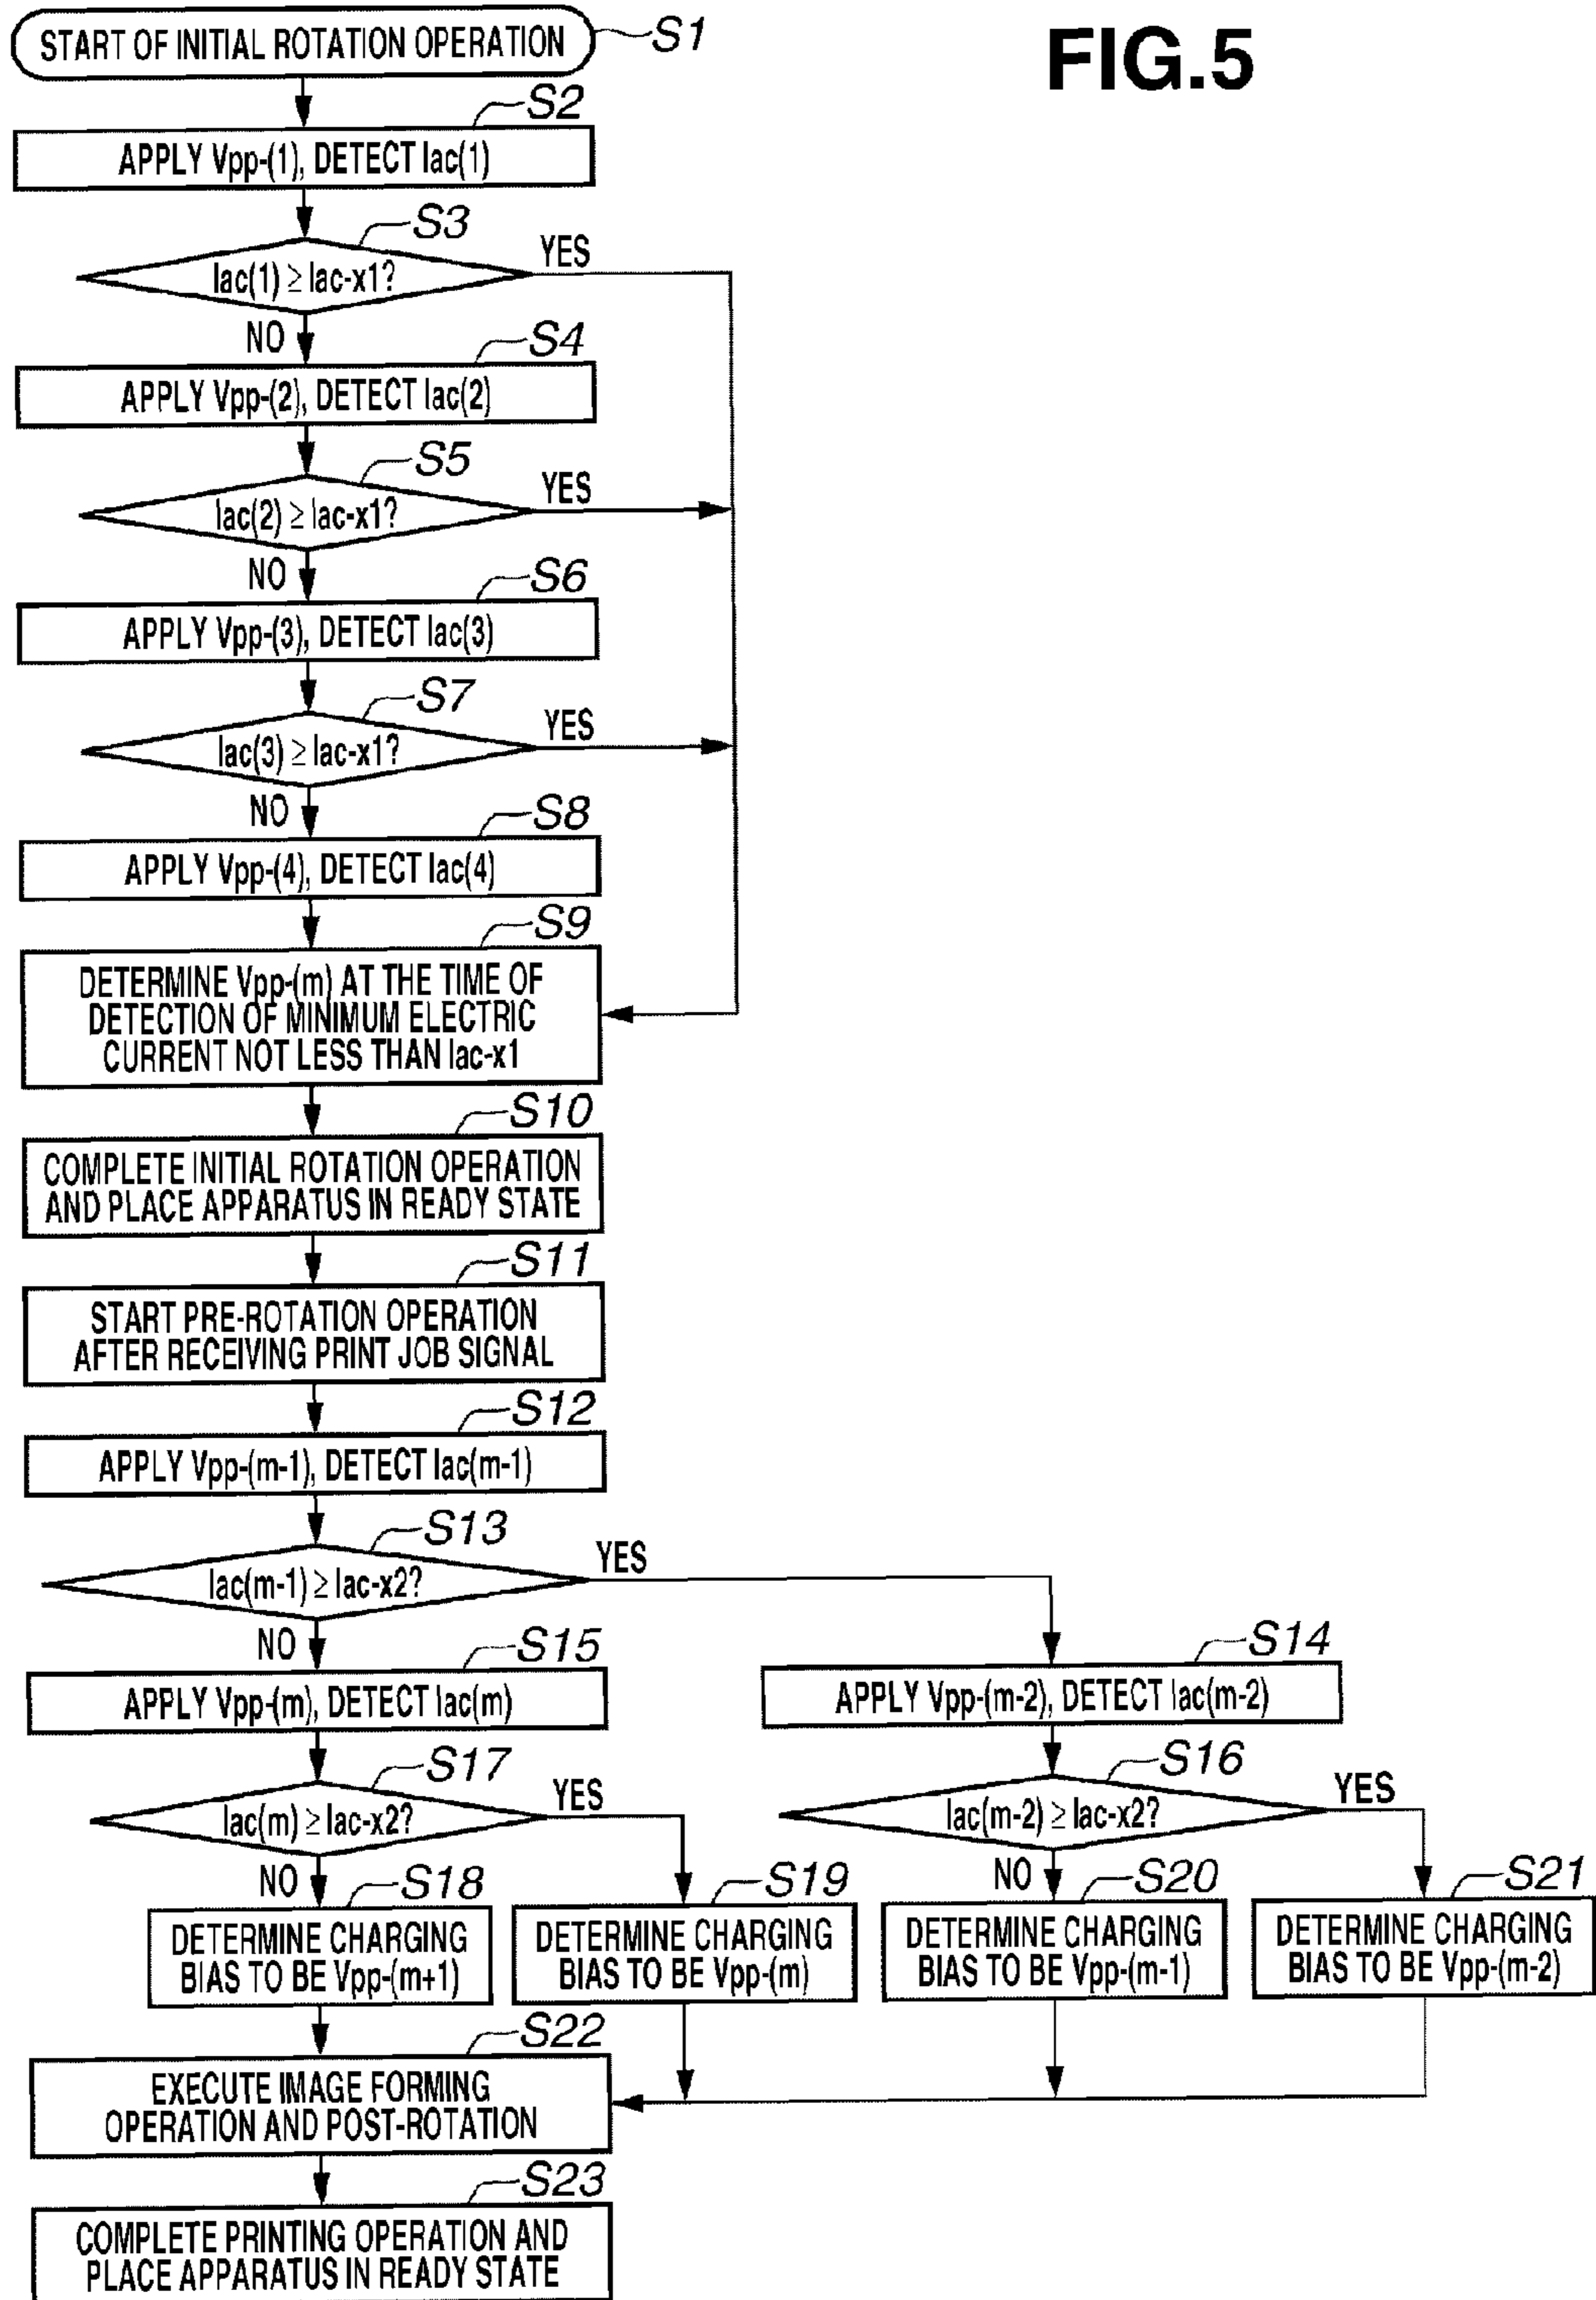 FIG.5
START OF INITIAL ROTATION OPERATION
S1
S2
APPLY Vpp-(1), DETECT Iac(1)
S3
Iac(1) ≥ Iac-x1?
YES
NO
S4
APPLY Vpp-(2), DETECT Iac(2)
S5
Iac(2) ≥ Iac-x1?
YES
NO
S6
APPLY Vpp-(3), DETECT Iac(3)
S7
Iac(3) ≥ Iac-x1?
YES
NO
S8
APPLY Vpp-(4), DETECT Iac(4)
S9
DETERMINE Vpp-(m) AT THE TIME OF
DETECTION OF MINIMUM ELECTRIC
CURRENT NOT LESS THAN Iac-x1
S10
COMPLETE INITIAL ROTATION OPERATION
AND PLACE APPARATUS IN READY STATE
S11
START PRE-ROTATION OPERATION
AFTER RECEIVING PRINT JOB SIGNAL
S12
APPLY Vpp-(m-1), DETECT Iac(m-1)
S13
Iac(m-1) ≥ Iac-x2?
YES
NO
S15
APPLY Vpp-(m), DETECT Iac(m)
S14
APPLY Vpp-(m-2), DETECT Iac(m-2)
S17
Iac(m) ≥ Iac-x2?
YES
NO
S16
Iac(m-2) ≥ Iac-x2?
YES
NO
S18
DETERMINE CHARGING
BIAS TO BE Vpp-(m+1)
S19
DETERMINE CHARGING
BIAS TO BE Vpp-(m)
S20
DETERMINE CHARGING
BIAS TO BE Vpp-(m-1)
S21
DETERMINE CHARGING
BIAS TO BE Vpp-(m-2)
S22
EXECUTE IMAGE FORMING
OPERATION AND POST-ROTATION
S23
COMPLETE PRINTING OPERATION AND
PLACE APPARATUS IN READY STATE